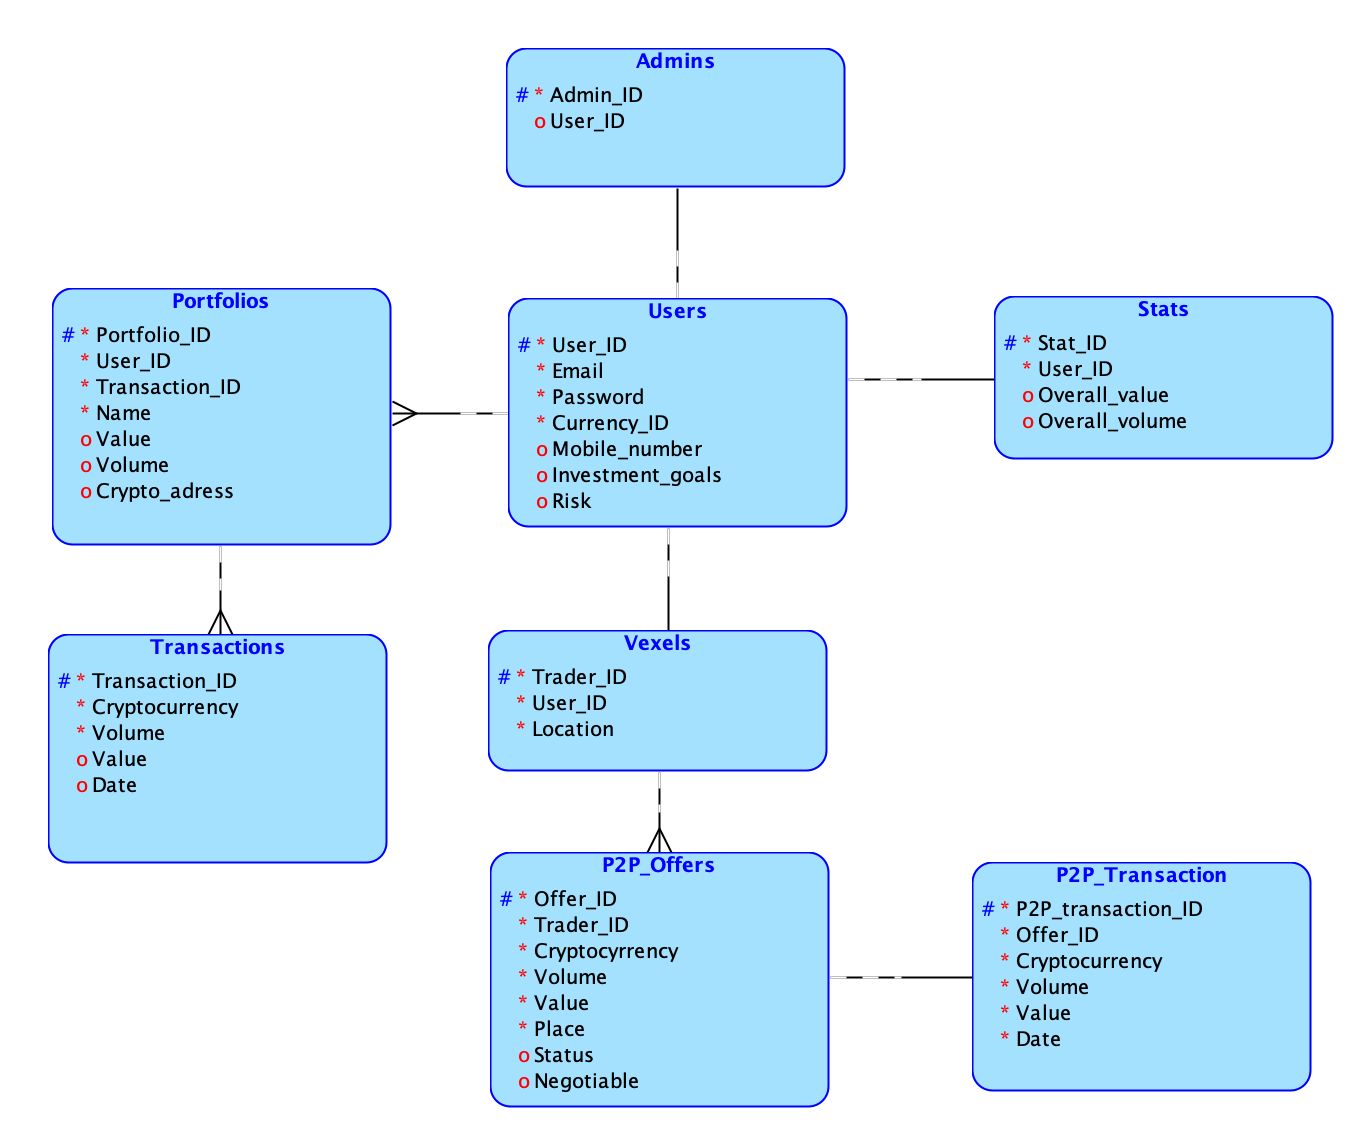 Admins
# * Admin_ID
o User_ID
Portfolios
# * Portfolio_ID
* User_ID
* Transaction_ID
* Name
o Value
o Volume
o Crypto_adress
Users
# * User_ID
* Email
* Password
* Currency_ID
o Mobile_number
o Investment_goals
o Risk
Stats
# * Stat_ID
* User_ID
o Overall_value
o Overall_volume
Transactions
# * Transaction_ID
* Cryptocurrency
* Volume
o Value
o Date
Vexels
# * Trader_ID
* User_ID
* Location
P2P_Offers
# * Offer_ID
* Trader_ID
* Cryptocyrrency
* Volume
* Value
* Place
o Status
o Negotiable
P2P_Transaction
# * P2P_transaction_ID
* Offer_ID
* Cryptocurrency
* Volume
* Value
* Date